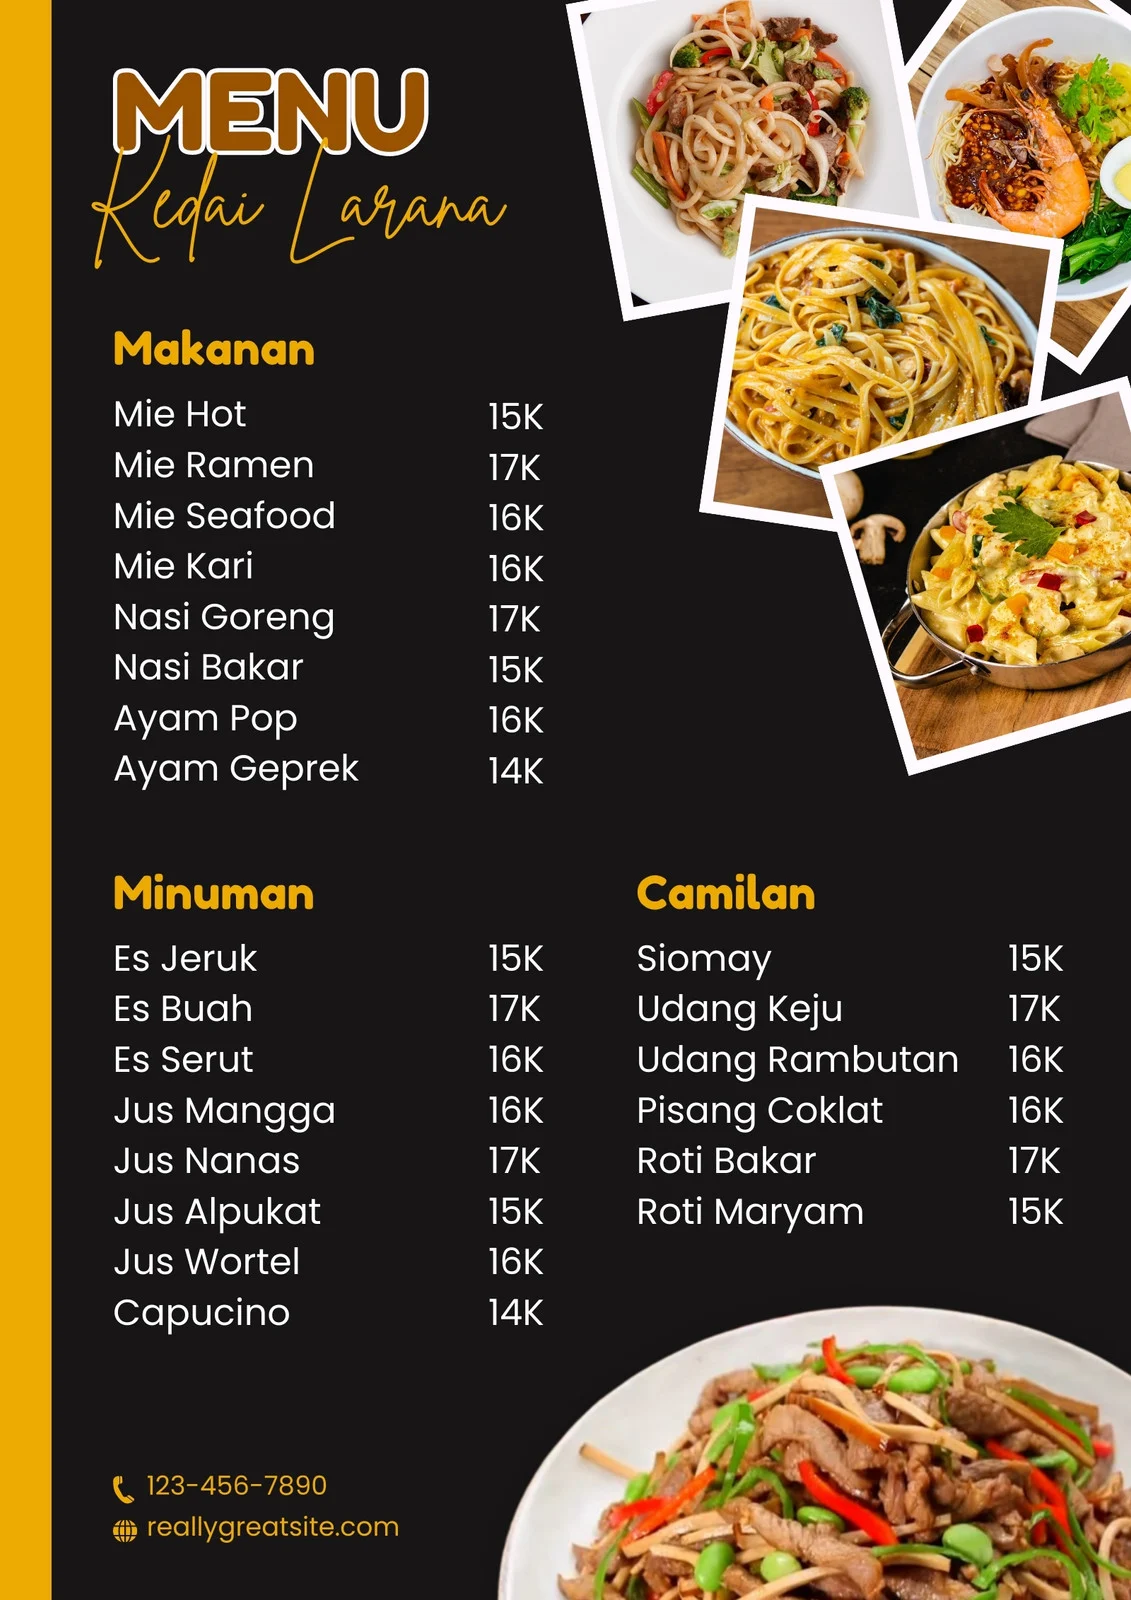 MENU
Kedai Larana
Makanan
Mie Hot 15K
Mie Ramen 17K
Mie Seafood 16K
Mie Kari 16K
Nasi Goreng 17K
Nasi Bakar 15K
Ayam Pop 16K
Ayam Geprek 14K
Minuman
Es Jeruk 15K
Es Buah 17K
Es Serut 16K
Jus Mangga 16K
Jus Nanas 17K
Jus Alpukat 15K
Jus Wortel 16K
Capucino 14K
Camilan
Siomay 15K
Udang Keju 17K
Udang Rambutan 16K
Pisang Coklat 16K
Roti Bakar 17K
Roti Maryam 15K
123-456-7890
reallygreatsite.com